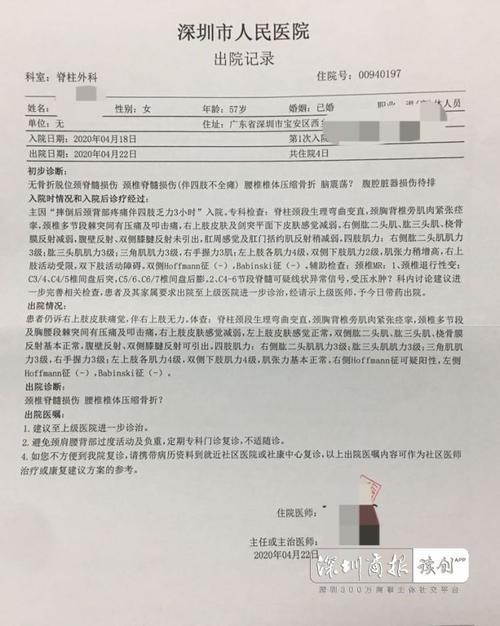 深圳市人民医院
出院记录
科室：脊柱外科 住院号：00940197
姓名： 性别：女 年龄：57岁 婚姻：已婚 人员
单位：无 住址：广东省深圳市宝安区西
入院日期：2020年04月18日 第1次入
出院日期：2020年04月22日 共住院4日
初步诊断：
无骨折脱位颈脊髓损伤 颈椎脊髓损伤(伴四肢不全瘫) 腰椎椎体压缩骨折 脑震荡？ 腹腔脏器损伤待排
入院时情况和入院后诊疗经过：
主因"摔倒后颈背部疼痛伴四肢乏力3小时"入院。专科检查：脊柱颈段生理弯曲变直，颈胸背椎旁肌肉紧张痉
挛，颈椎多节段棘突间有压痛及叩击痛，右上肢皮肤及剑突平面下皮肤感觉减弱，右侧肱二头肌肌、肱三头肌、桡骨
膜反射减弱，腹壁反射、双侧膝腱反射未引出，肛周感觉及肛门括约肌反射稍减弱，四肢肌力：右侧肱二头肌肌力
3级；肱三头肌肌力3级；三角肌肌力3级，右手握力3肌；左上肢各肌力4级，双侧下肢肌力2级，肌张力稍增高，右上
肢活动受限，双下肢活动障碍，双侧Hoffmann征（-），Babinski征（-）。辅助检查：颈椎MR：1、颈椎退行性变：
C3/4、C4/5椎间盘后突，C5/6、C6/7椎间盘后膨.2、C4-6节段脊髓可疑线状异常信号，受压水肿？科内讨论建议进
一步完善相关检查，患者及其家属要求出院至上级医院进一步诊治，经请示上级医师，予今日带药出院。
出院情况：
患者仍诉右上肢皮肤痛觉，伴右上肢无力。体查：脊柱颈段生理弯曲变直，颈胸背椎旁肌肉紧张痉挛，颈椎多节
段及胸腰段棘突间有压痛及叩击痛，右上肢皮肤感觉减弱，左上肢皮肤感觉正常，双侧肱二头肌、肱三头肌、桡骨膜
反射基本正常，腹壁反射、双侧膝腱反射可引出，四肢肌力：右侧肱二头肌肌力3级；肱三头肌肌力3级；三角肌肌
力3级，右手握力3级；左上肢各肌力4级，双侧下肢肌力4级，肌张力基本正常，右侧Hoffmann征可疑阳性，左侧
Hoffmann征（-），Babinski征（-）？
出院诊断：
颈椎脊髓损伤 腰椎椎体压缩骨折？
出院医嘱：
1.建议至上级医院进一步诊治。
2.避免颈肩腰背部过度活动及负重，定期专科门诊复诊，不适随诊。
4.如您不方便到我院复诊，请携带病历资料到就近社区医院或社康中心复诊，以上出院医嘱内容可作为社区医师
治疗或康复建议方案的参考。
住院医师：
主任或主治医师：
2020年04月22日
深圳商报 读创APP
深圳300万商報主体社交平台